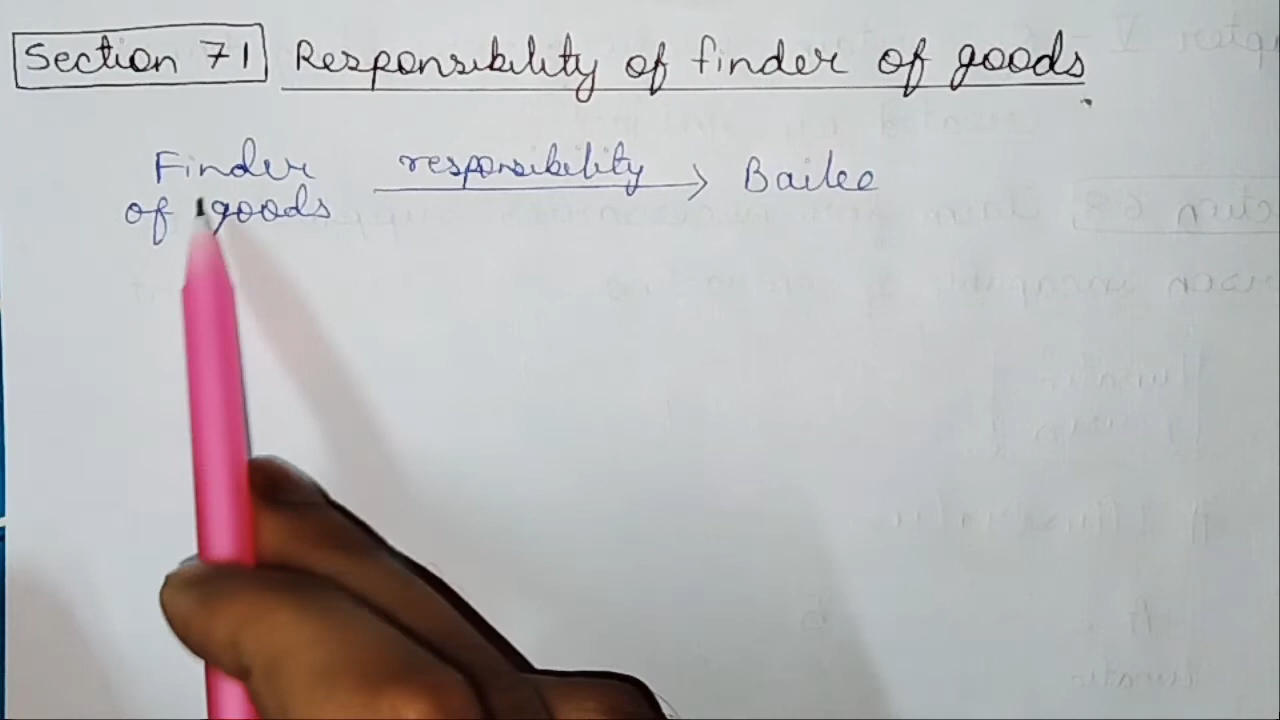 Section 71 Responsibility of finder of goods.
Finder responsibility → Bailee
of goods